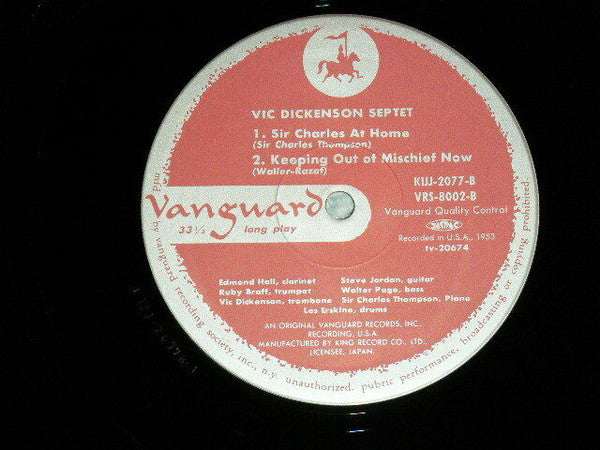 VIC DICKENSON SEPTET
1. Sir Charles At Home
(Sir Charles Thompson)
2. Keeping Out of Mischief Now
(Waller-Razaf)
KIJJ-2077-B
VRS-8002-B
Vanguard Quality Control
Recorded in U.S.A., 1953
tv-20674
Vanguard
33⅓ long play
Edmond Hall, clarinet
Ruby Braff, trumpet
Vic Dickenson, trombone
Steve Jordan, guitar
Walter Page, bass
Sir Charles Thompson, Piano
Les Erskine, drums
AN ORIGINAL VANGUARD RECORDS, INC.,
RECORDING, U.S.A.
MANUFACTURED BY KING RECORD CO., LTD.
LICENSEE, JAPAN.
by vanguard recording society, inc., n.y. unauthorized. public performance, broadcasting or copying prohibited